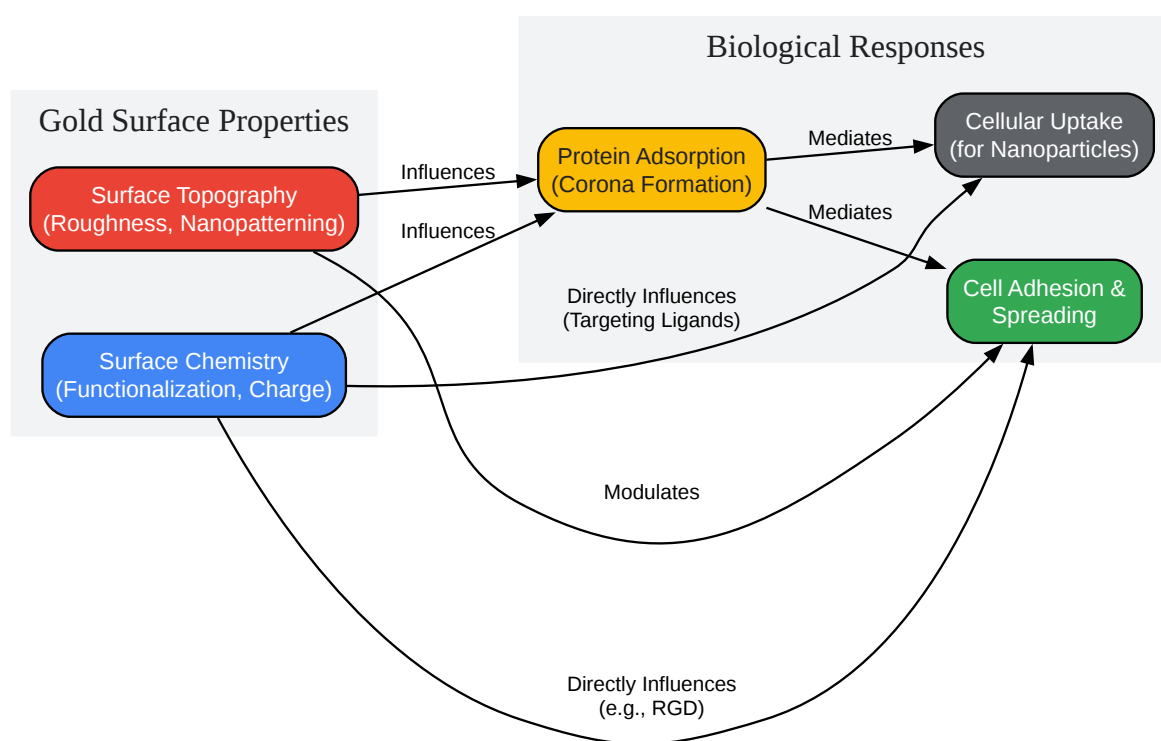 Biological Responses
Gold Surface Properties
Surface Topography
(Roughness, Nanopatterning)
Surface Chemistry
(Functionalization, Charge)
Influences
Influences
Protein Adsorption
(Corona Formation)
Mediates
Mediates
Cellular Uptake
(for Nanoparticles)
Cell Adhesion &
Spreading
Directly Influences
(Targeting Ligands)
Modulates
Directly Influences
(e.g., RGD)